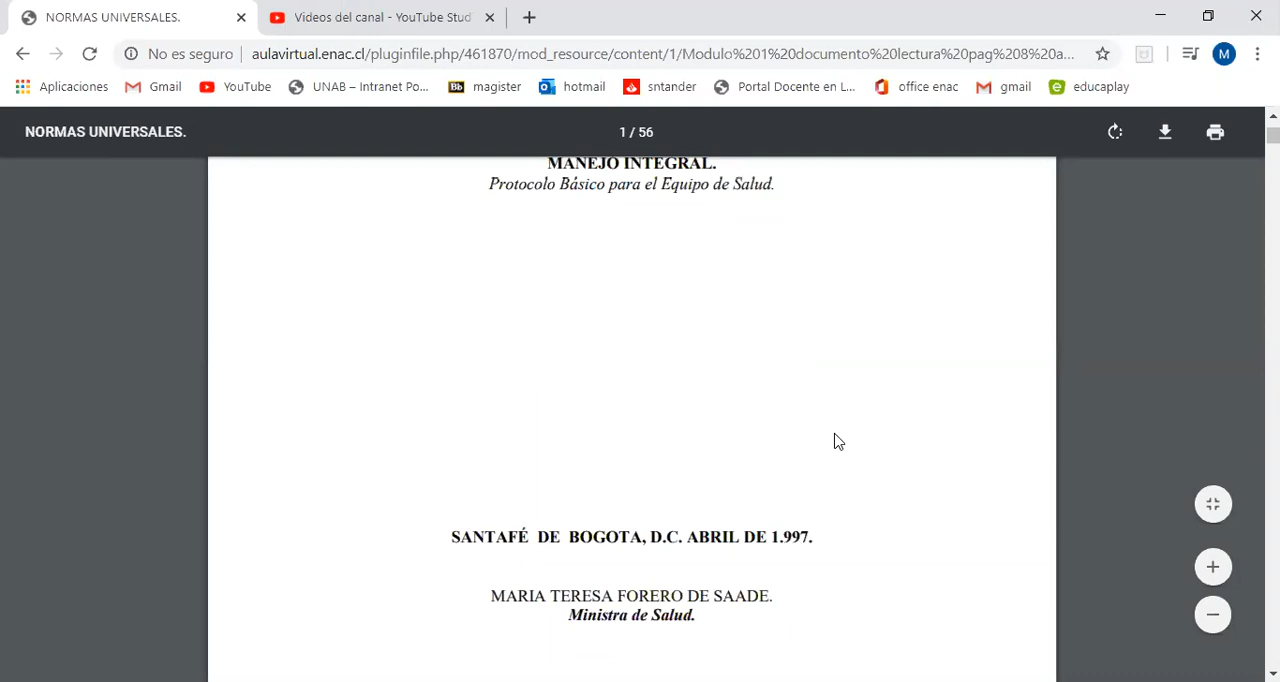 NORMAS UNIVERSALES.
Videos del canal - YouTube Stud
No es seguro
aulavirtual.enac.cl/pluginfile.php/461870/mod_resource/content/1/Modulo%201%20documento%20lectura%20pag%208%20a...
M
Aplicaciones
Gmail
YouTube
UNAB - Intranet Po...
Bb magister
hotmail
sntander
Portal Docente en L...
office enac
gmail
educaplay
NORMAS UNIVERSALES.
1 / 56
MANEJO INTEGRAL.
Protocolo Básico para el Equipo de Salud.
SANTAFÉ DE BOGOTA, D.C. ABRIL DE 1.997.
MARIA TERESA FORERO DE SAADE.
Ministra de Salud.